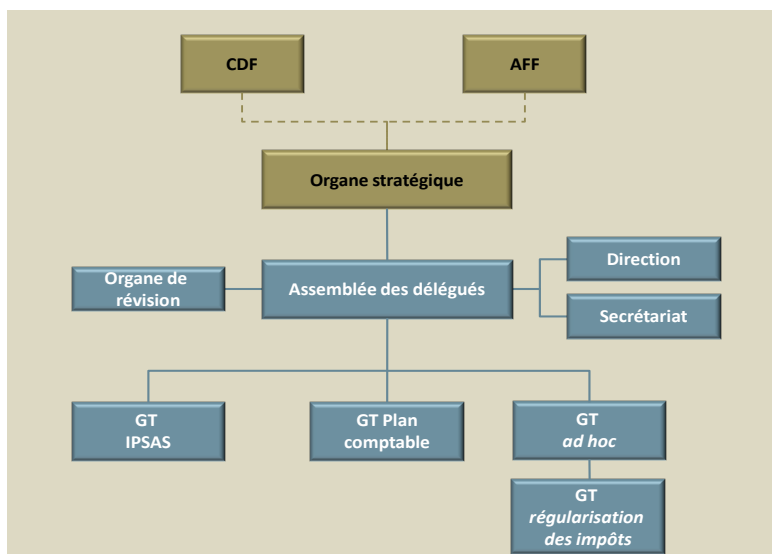 CDF
AFF
Organe stratégique
Organe de
révision
Assemblée des délégués
Direction
Secrétariat
GT
IPSAS
GT Plan
comptable
GT
ad hoc
GT
régularisation
des impôts